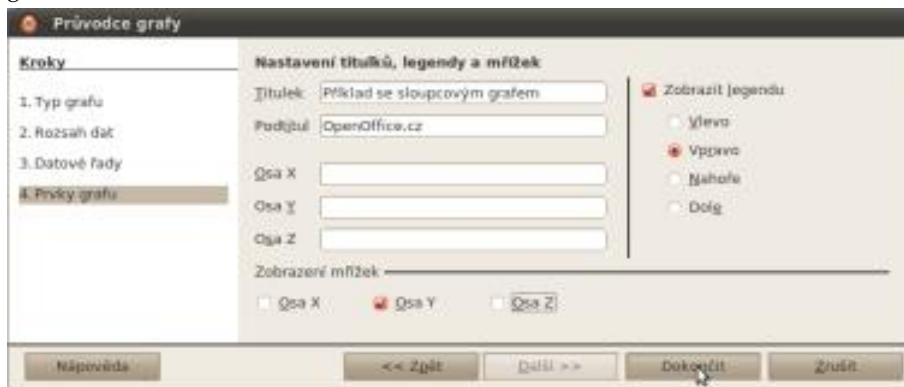 Průvodce grafy
Kroky
1. Typ grafu
2. Rozsah dat
3. Datové řady
4. Prvky grafu
Nastavení titulků, legendy a mřížek
Titulek Příklad se sloupcovým grafem
Podtitul OpenOffice.cz
Osa X
Osa Y
Osa Z
Zobrazit legendu
Vlevo
Vpravo
Nahoře
Dole
Zobrazení mřížek
Osa X Osa Y Osa Z
Nápověda << Zpět Další >> Dokončit Zrušit